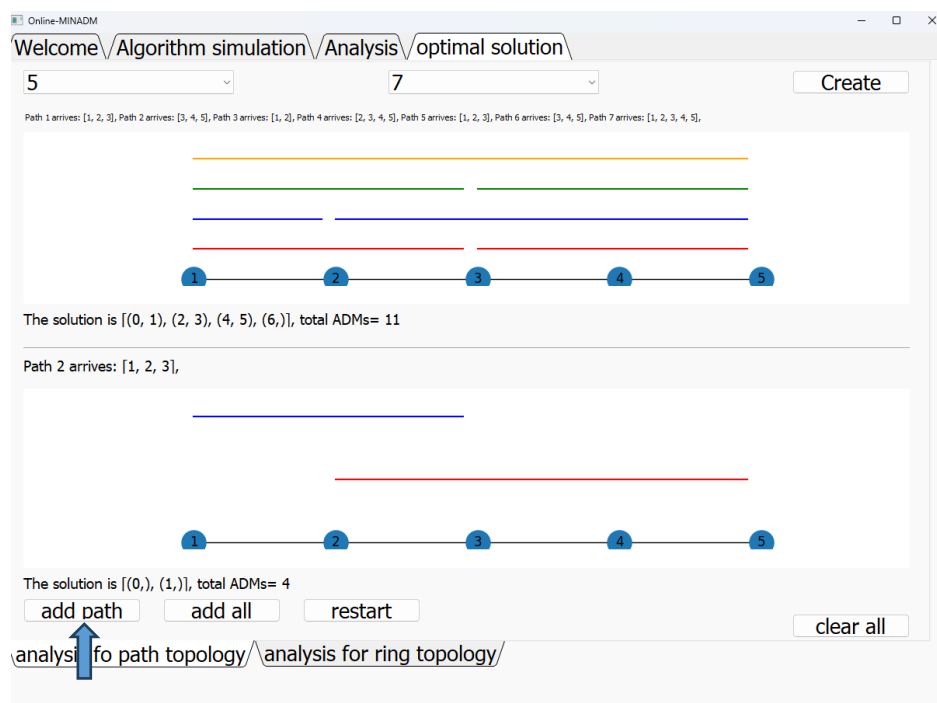 Online-MINADM
Welcome Algorithm simulation Analysis optimal solution
5 7 Create
Path 1 arrives: [1, 2, 3], Path 2 arrives: [3, 4, 5], Path 3 arrives: [1, 2], Path 4 arrives: [2, 3, 4, 5], Path 5 arrives: [1, 2, 3], Path 6 arrives: [3, 4, 5], Path 7 arrives: [1, 2, 3, 4, 5],
1 2 3 4 5
The solution is [(0, 1), (2, 3), (4, 5), (6,)], total ADMs= 11
Path 2 arrives: [1, 2, 3],
1 2 3 4 5
The solution is [(0,), (1,)], total ADMs= 4
add path add all restart
clear all
fo path topology analysis for ring topology